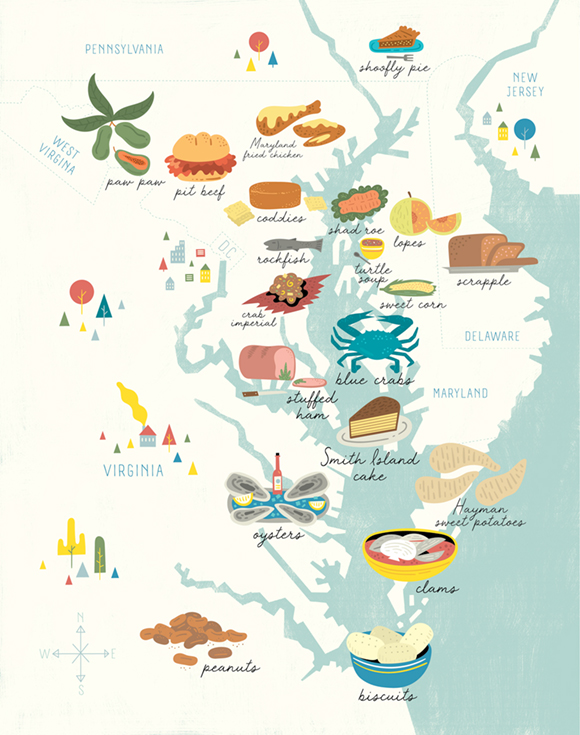 PENNSYLVANIA
shoofly pie
NEW
JERSEY
WEST
VIRGINA
Maryland
fried chicken
paw paw
pit beef
coddies
shad roe
lopes
DC
rockfish
turtle
soup
scrapple
sweet corn
crab
imperial
DELAWARE
blue crabs
MARYLAND
stuffed
ham
Smith Island
cake
VIRGINIA
Hayman
sweet potatoes
oysters
clams
N
W
E
S
peanuts
biscuits